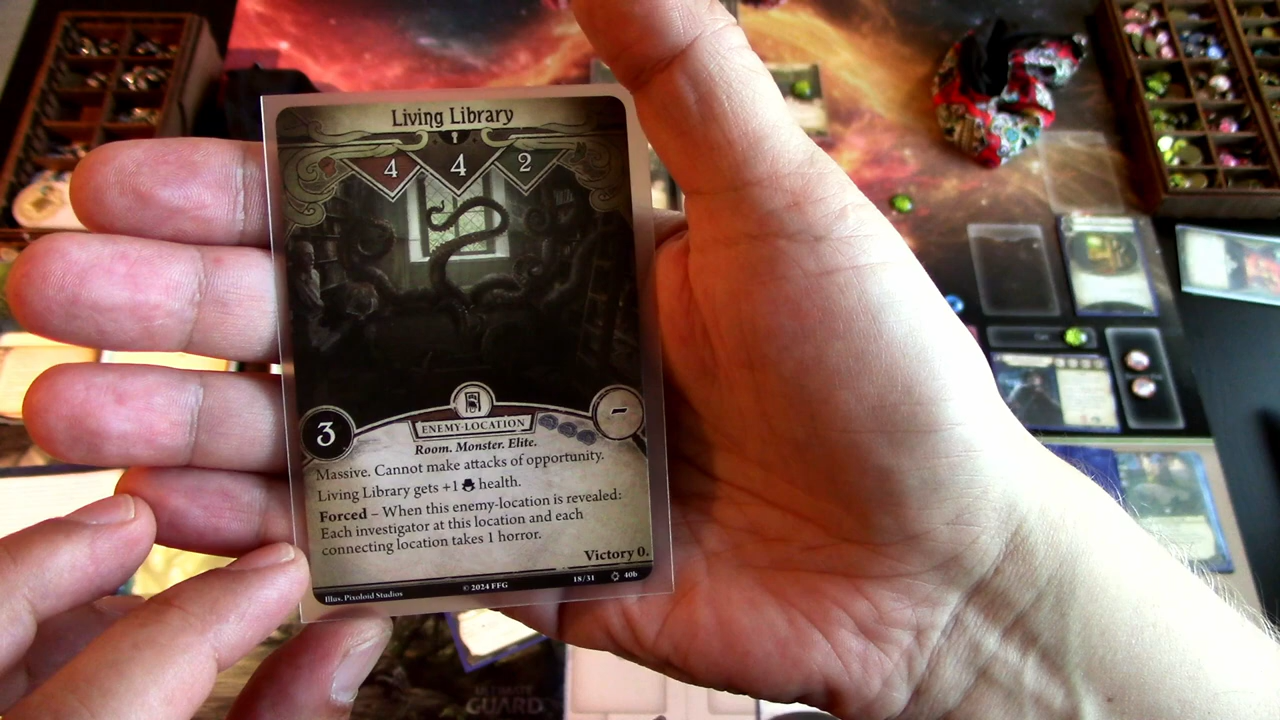 Living Library
4 4 2
3 ENEMY-LOCATION –
Room. Monster. Elite.
Massive. Cannot make attacks of opportunity.
Living Library gets +1 health.
Forced – When this enemy-location is revealed:
Each investigator at this location and each
connecting location takes 1 horror.
Victory 0.
Illus. Pixoloid Studios © 2024 FFG 18/31 40b
ULTIMATE
GUARD